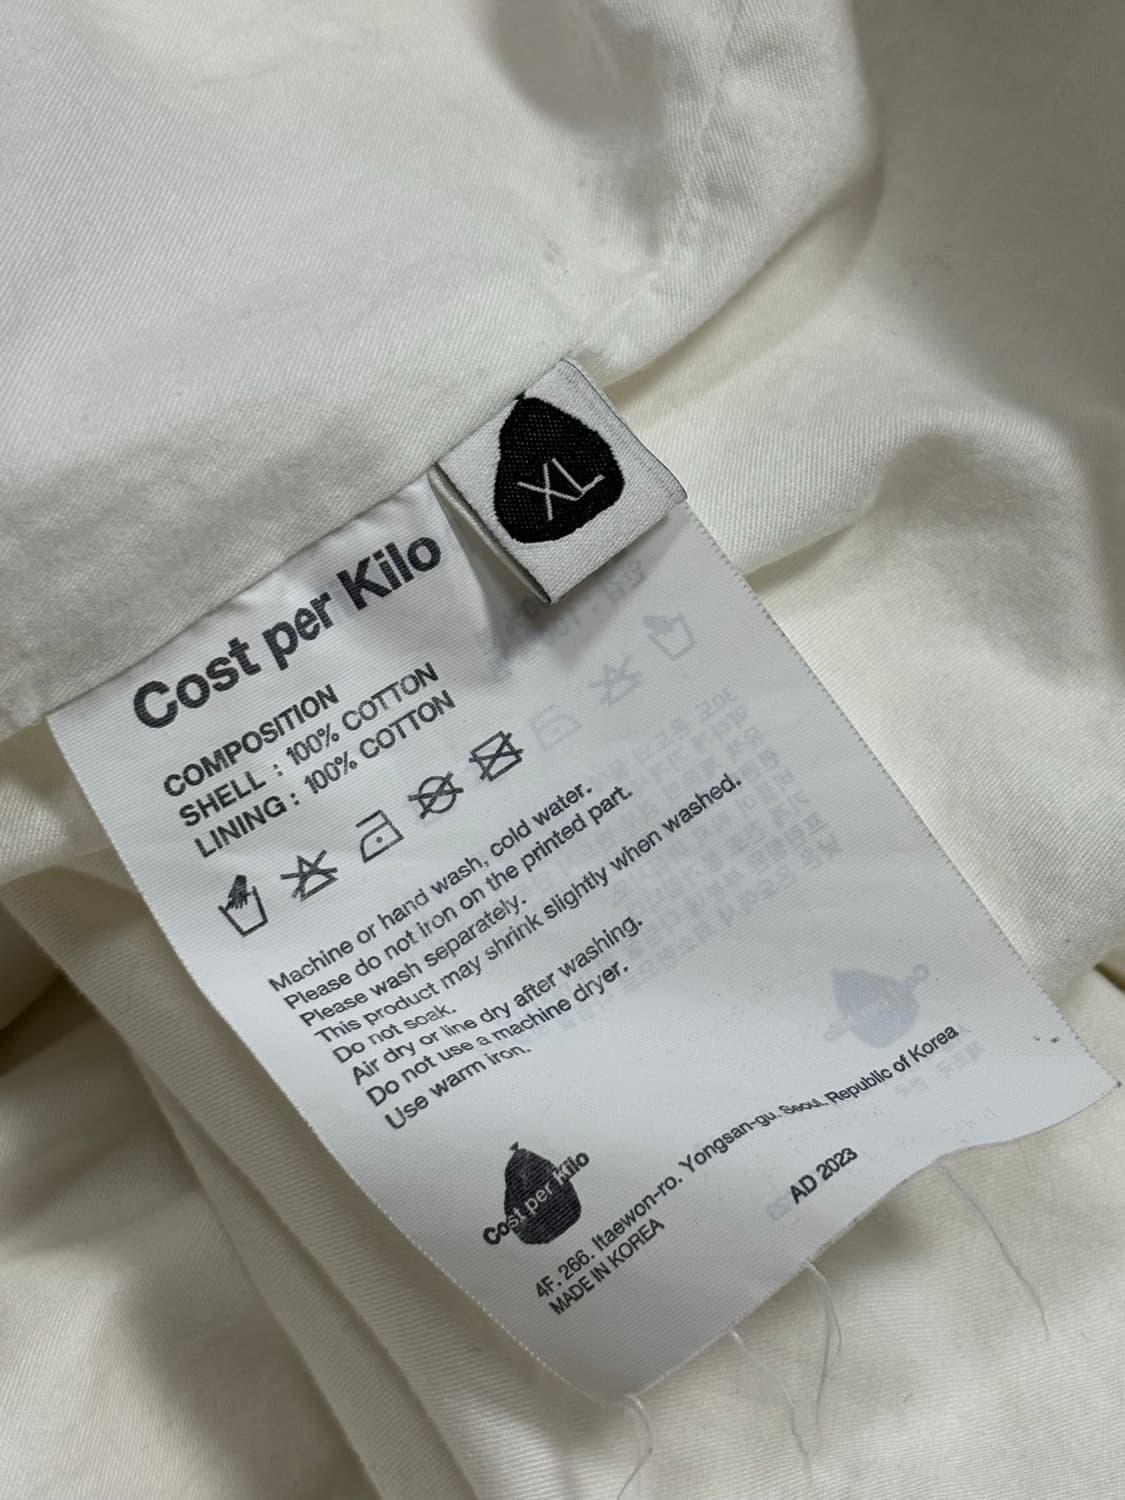 XL
Cost per Kilo
COMPOSITION
SHELL : 100% COTTON
LINING : 100% COTTON
Machine or hand wash, cold water.
Please do not iron on the printed part.
Please wash separately.
This product may shrink slightly when washed.
Do not soak.
Air dry or line dry after washing.
Do not use a machine dryer.
Use warm iron.
Cost per Kilo
4F. 266. Itaewon-ro. Yongsan-gu. Seoul. Republic of Korea
MADE IN KOREA
AD 2023